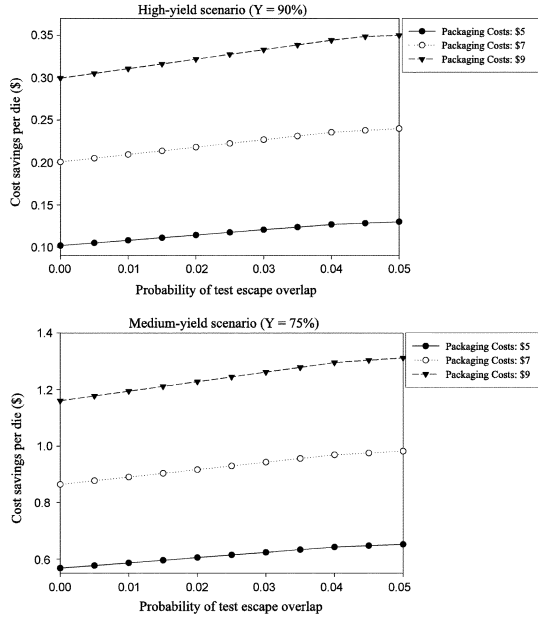 High-yield scenario (Y = 90%)
Cost savings per die ($)
0.35
0.30
0.25
0.20
0.15
0.10
0.00 0.01 0.02 0.03 0.04 0.05
Probability of test escape overlap
Packaging Costs: $5
Packaging Costs: $7
Packaging Costs: $9
Medium-yield scenario (Y = 75%)
Cost savings per die ($)
1.4
1.2
1.0
0.8
0.6
0.00 0.01 0.02 0.03 0.04 0.05
Probability of test escape overlap
Packaging Costs: $5
Packaging Costs: $7
Packaging Costs: $9